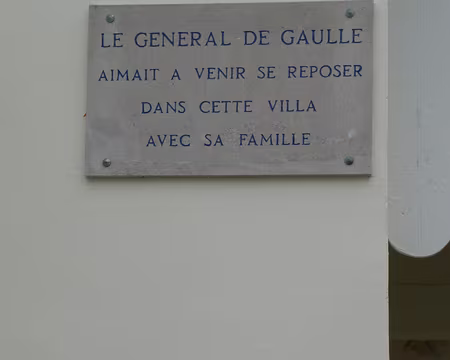 LE GENERAL DE GAULLE
AIMAIT A VENIR SE REPOSER
DANS CETTE VILLA
AVEC SA FAMILLE